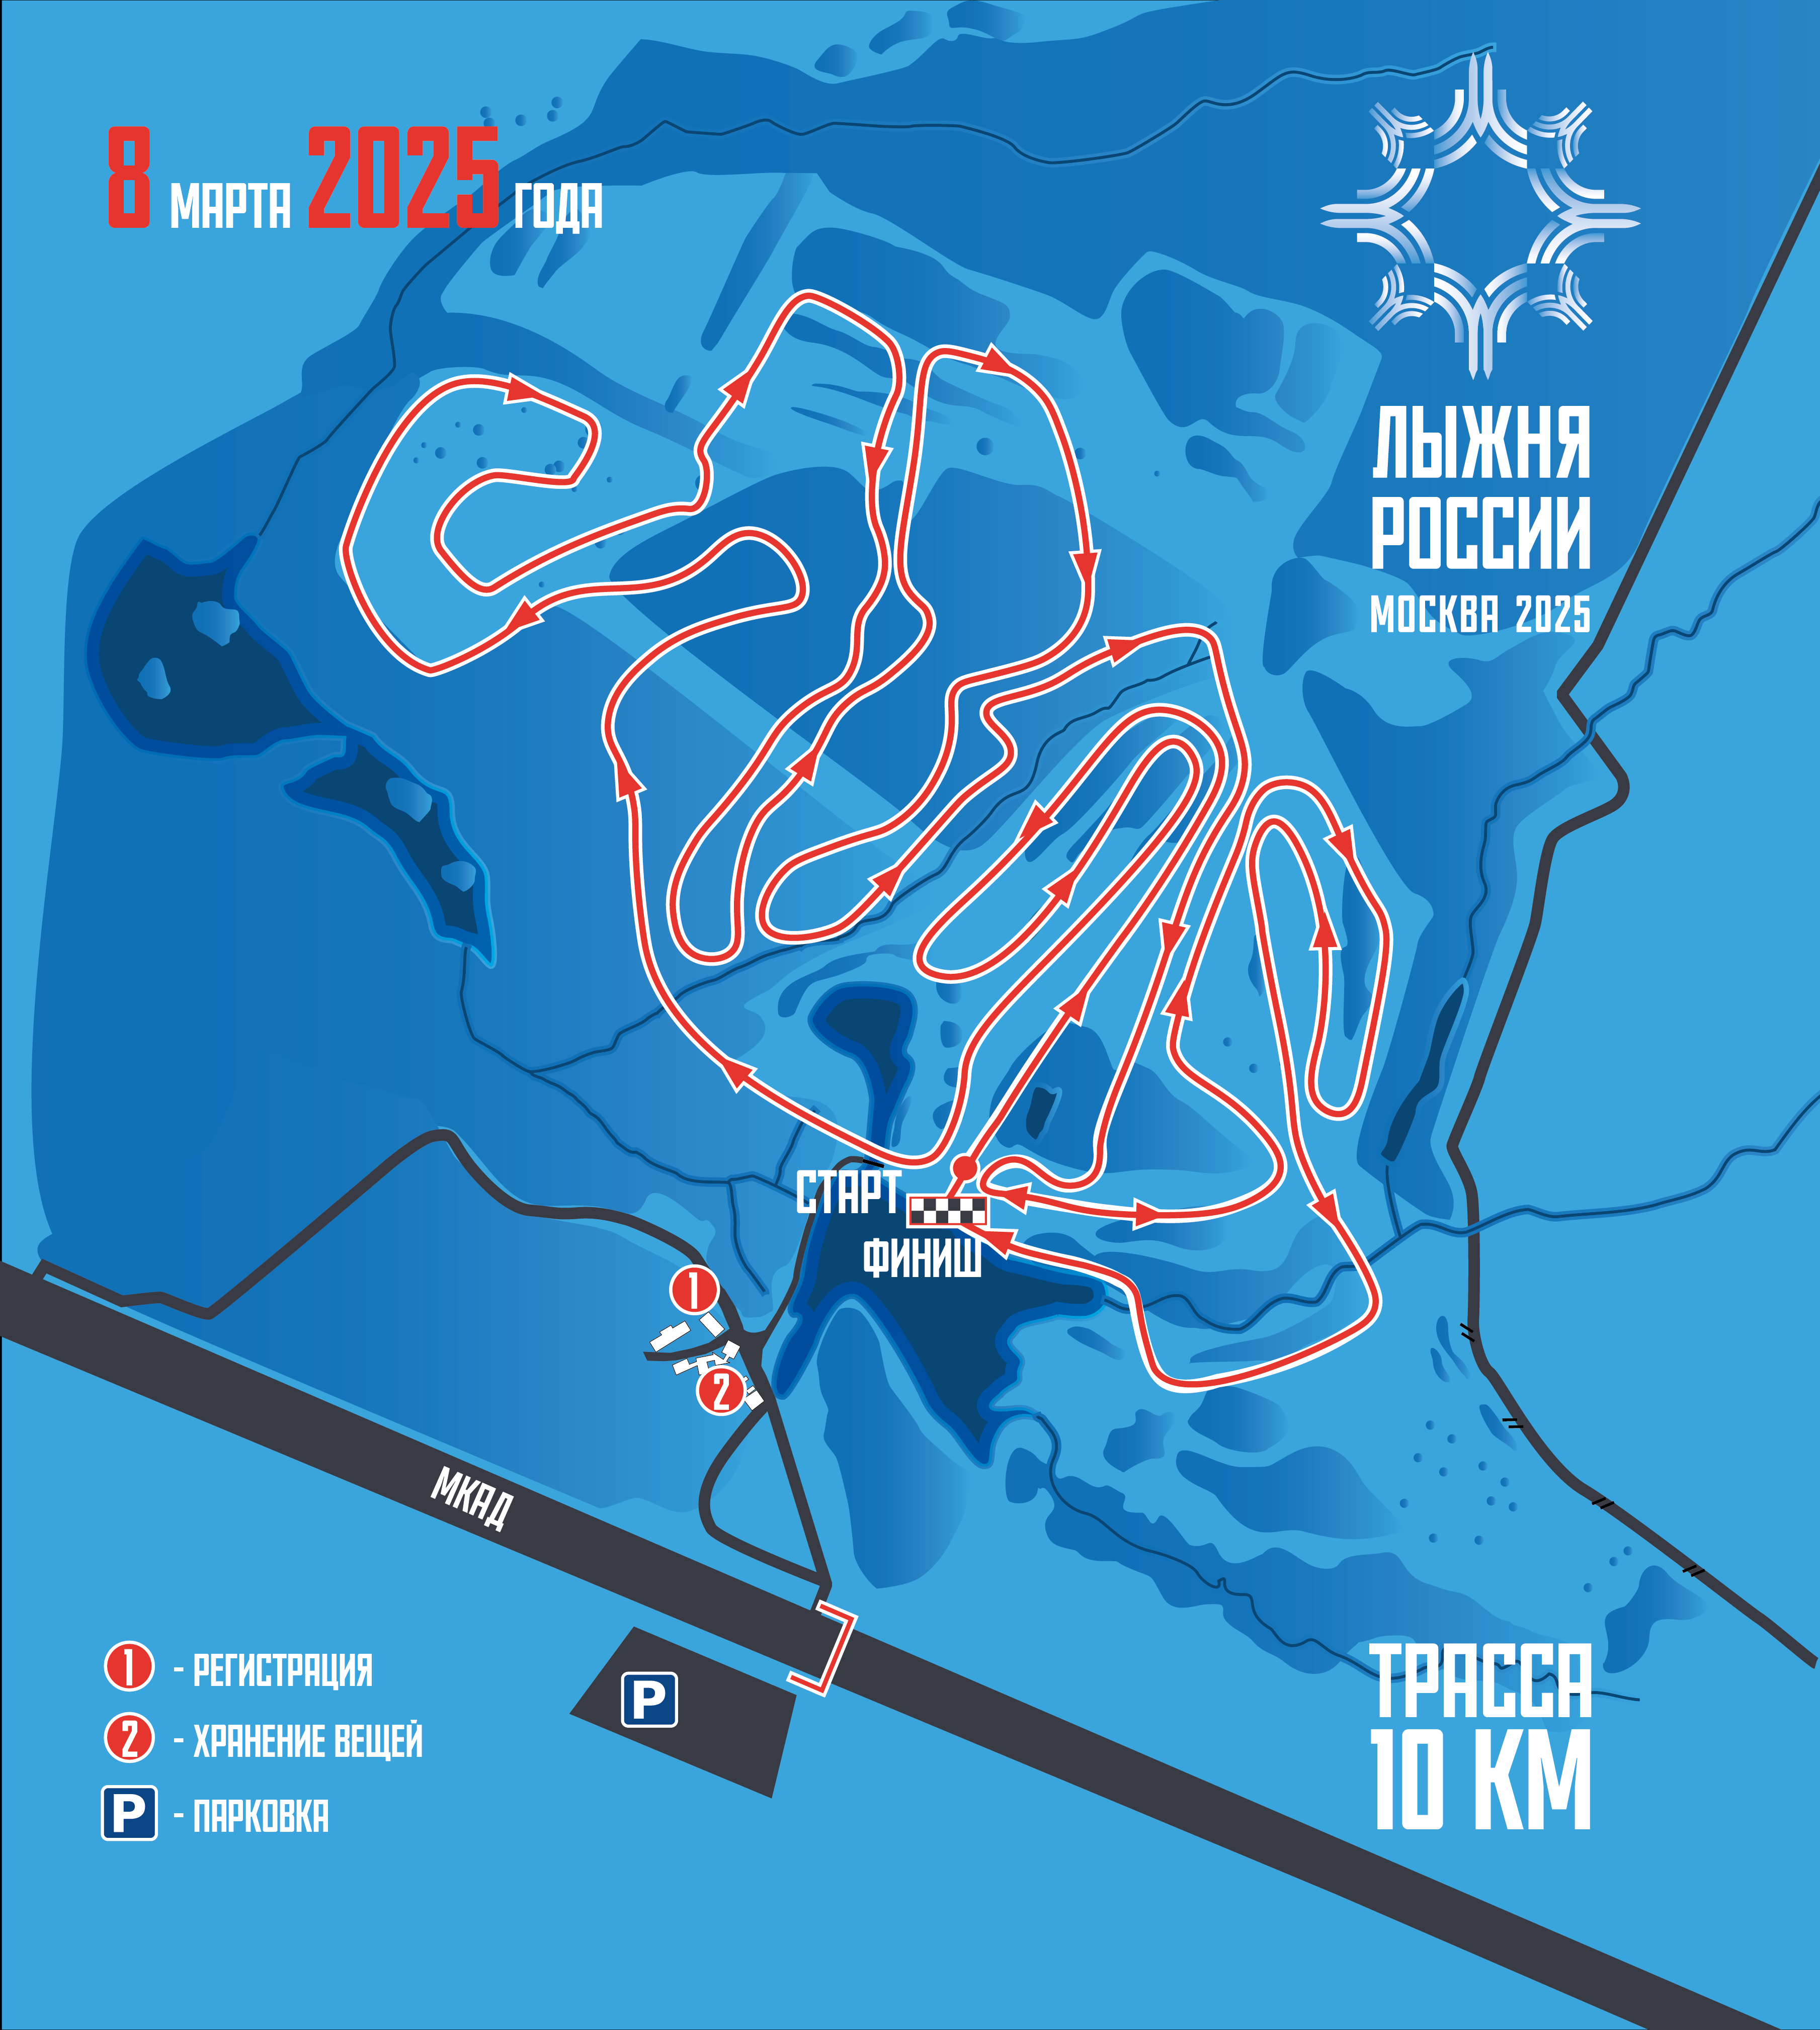 8 МАРТА 2025 ГОДА
ЛЫЖНЯ
РОССИИ
МОСКВА 2025
СТАРТ
ФИНИШ
1
2
МКАД
P
1 - РЕГИСТРАЦИЯ
2 - ХРАНЕНИЕ ВЕЩЕЙ
P - ПАРКОВКА
ТРАССА
10 КМ